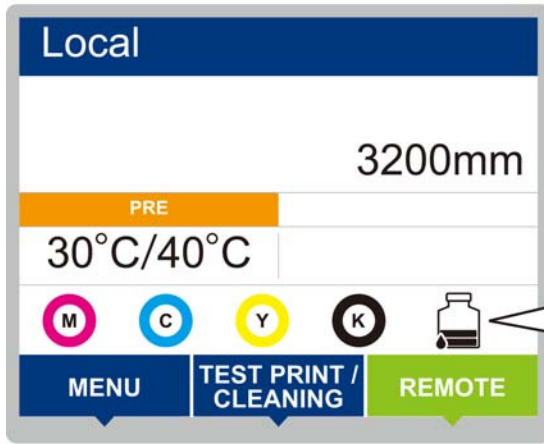 Local
3200mm
PRE
30°C/40°C
M C Y K
MENU
TEST PRINT /
CLEANING
REMOTE